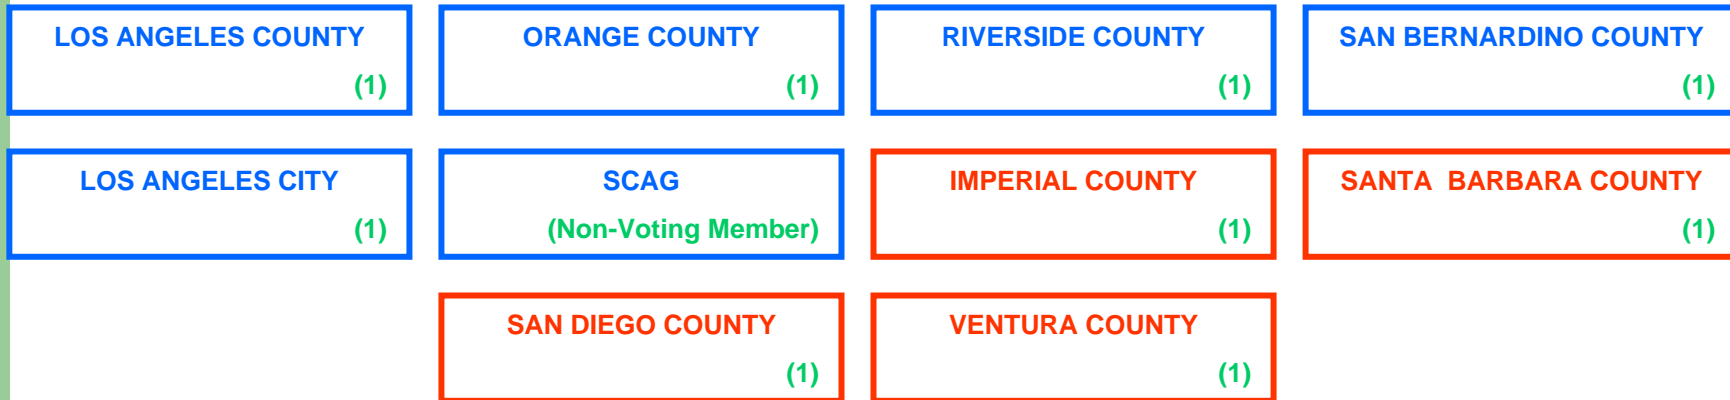 LOS ANGELES COUNTY
(1)
ORANGE COUNTY
(1)
RIVERSIDE COUNTY
(1)
SAN BERNARDINO COUNTY
(1)
LOS ANGELES CITY
(1)
SCAG
(Non-Voting Member)
IMPERIAL COUNTY
(1)
SANTA BARBARA COUNTY
(1)
SAN DIEGO COUNTY
(1)
VENTURA COUNTY
(1)